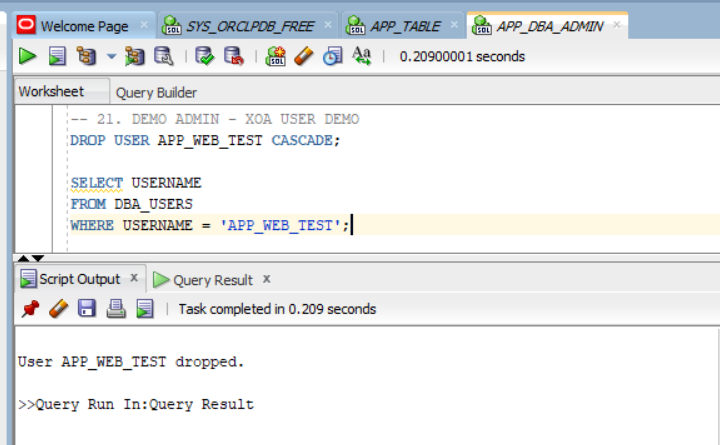 Welcome Page SYS_ORCLPDB_FREE APP_TABLE APP_DBA_ADMIN
0.20900001 seconds
Worksheet Query Builder
-- 21. DEMO ADMIN - XOA USER DEMO
DROP USER APP_WEB_TEST CASCADE;
SELECT USERNAME
FROM DBA_USERS
WHERE USERNAME = 'APP_WEB_TEST';
Script Output x Query Result x
Task completed in 0.209 seconds
User APP_WEB_TEST dropped.
>>Query Run In:Query Result